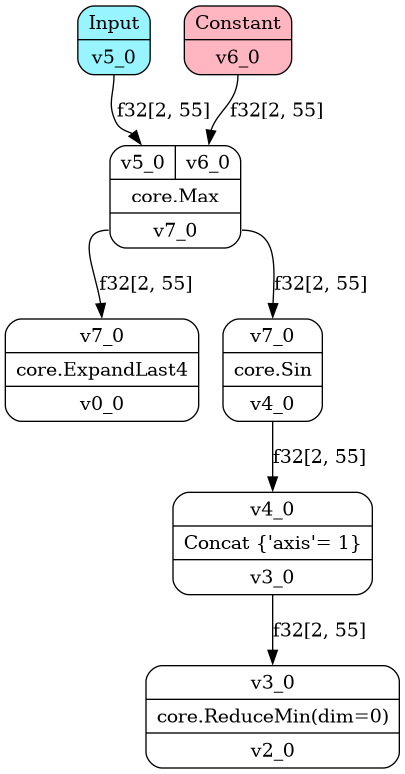 Input
v5_0
Constant
v6_0
f32[2, 55]
f32[2, 55]
v5_0
v6_0
core.Max
v7_0
f32[2, 55]
f32[2, 55]
v7_0
core.ExpandLast4
v0_0
v7_0
core.Sin
v4_0
f32[2, 55]
v4_0
Concat {'axis'= 1}
v3_0
f32[2, 55]
v3_0
core.ReduceMin(dim=0)
v2_0